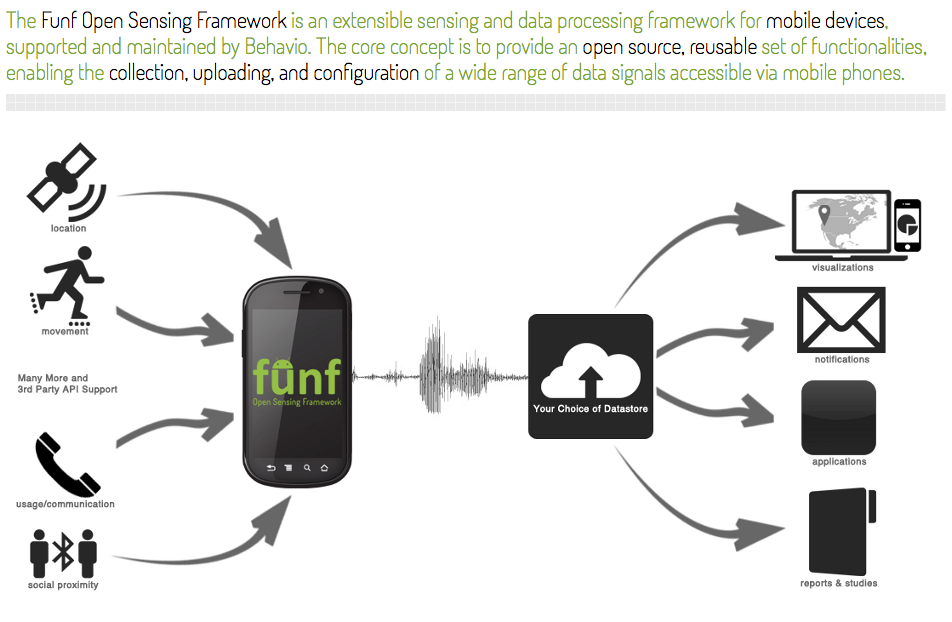 The Funf Open Sensing Framework is an extensible sensing and data processing framework for mobile devices,
supported and maintained by Behavio. The core concept is to provide an open source, reusable set of functionalities,
enabling the collection, uploading, and configuration of a wide range of data signals accessible via mobile phones.
location
movement
Many More and
3rd Party API Support
usage/communication
social proximity
funf
Open Sensing Framework
Your Choice of Datastore
visualizations
notifications
applications
reports & studies